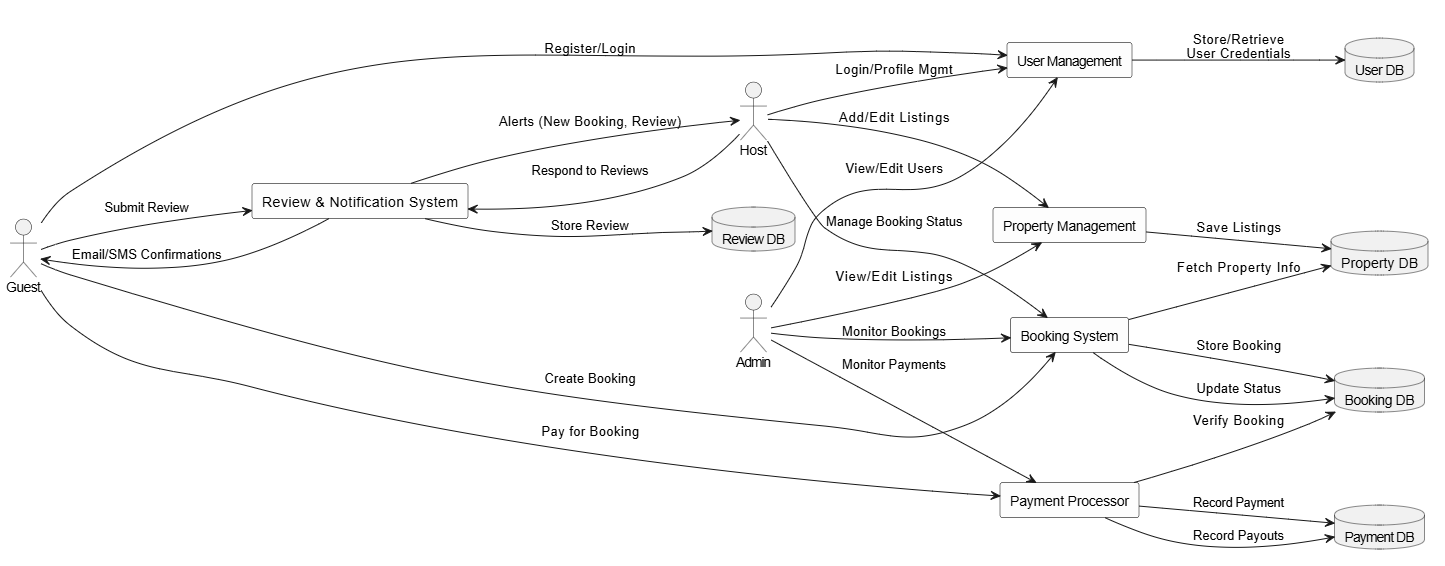 Register/Login
Store/Retrieve
User Credentials
User Management
User DB
Login/Profile Mgmt
Alerts (New Booking, Review)
Add/Edit Listings
Host
Respond to Reviews
View/Edit Users
Review & Notification System
Submit Review
Store Review
Manage Booking Status
Property Management
Save Listings
Review DB
Email/SMS Confirmations
Property DB
Fetch Property Info
View/Edit Listings
Guest
Monitor Bookings
Booking System
Store Booking
Admin
Monitor Payments
Create Booking
Update Status
Booking DB
Verify Booking
Pay for Booking
Payment Processor
Record Payment
Record Payouts
Payment DB